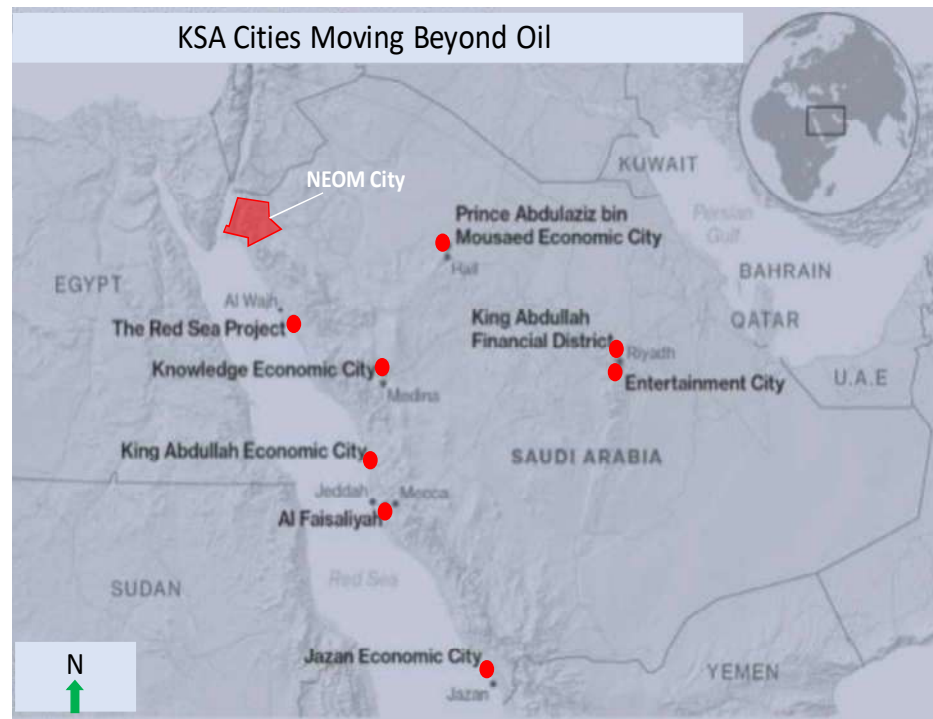 KSA Cities Moving Beyond Oil
KUWAIT
NEOM City
Persian
Gulf
Prince Abdulaziz bin
Mousaed Economic City
Hail
BAHRAIN
EGYPT
Al Wajh
The Red Sea Project
King Abdullah
Financial District
QATAR
Riyadh
Knowledge Economic City
Medina
Entertainment City
U.A.E
King Abdullah Economic City
SAUDI ARABIA
Jeddah
Mecca
Al Faisaliyah
SUDAN
Red Sea
Jazan Economic City
Jazan
YEMEN
N